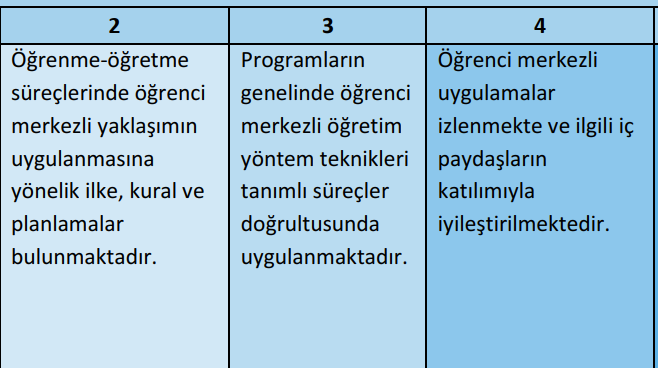 2
Öğrenme-öğretme
süreçlerinde öğrenci
merkezli yaklaşımın
uygulanmasına
yönelik ilke, kural ve
planlamalar
bulunmaktadır.
3
Programların
genelinde öğrenci
merkezli öğretim
yöntem teknikleri
tanımlı süreçler
doğrultusunda
uygulanmaktadır.
4
Öğrenci merkezli
uygulamalar
izlenmekte ve ilgili iç
paydaşların
katılımıyla
iyileştirilmektedir.